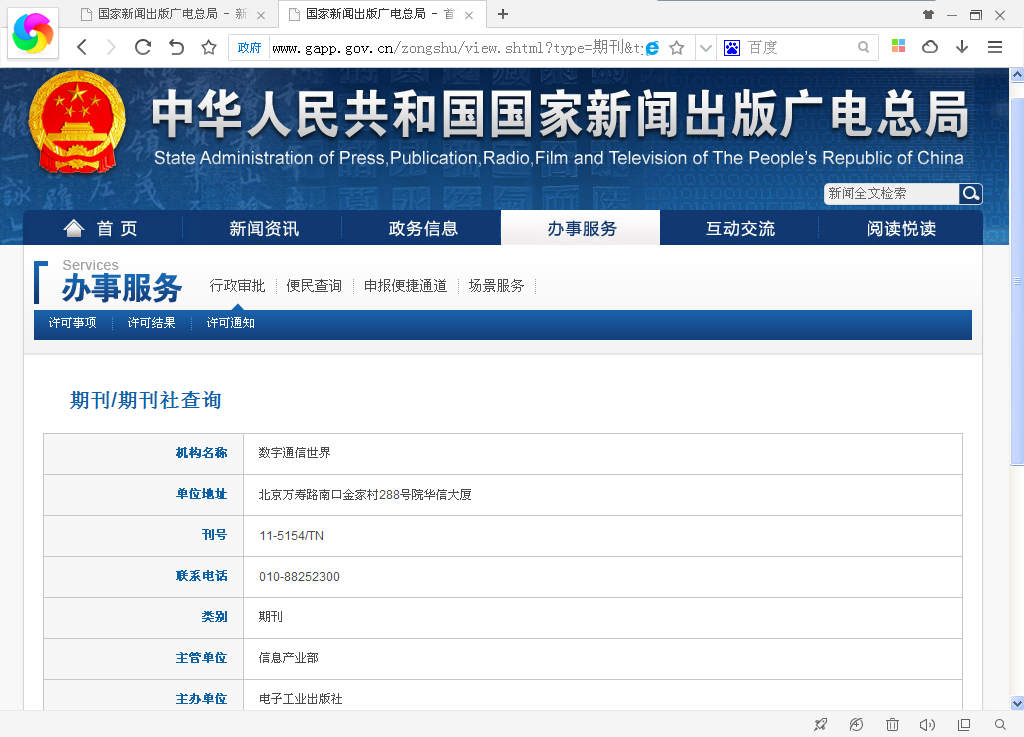 国家新闻出版广电总局 - 新
国家新闻出版广电总局 - 首
政府 www.gapp.gov.cn/zongshu/view.shtml?type=期刊&ty 百度
中华人民共和国国家新闻出版广电总局
State Administration of Press,Publication,Radio,Film and Television of The People's Republic of China
新闻全文检索
首页 新闻资讯 政务信息 办事服务 互动交流 阅读悦读
Services
办事服务 行政审批 便民查询 申报便捷通道 场景服务
许可事项 许可结果 许可通知
期刊/期刊社查询
机构名称 数字通信世界
单位地址 北京万寿路南口金家村288号院华信大厦
刊号 11-5154/TN
联系电话 010-88252300
类别 期刊
主管单位 信息产业部
主办单位 电子工业出版社